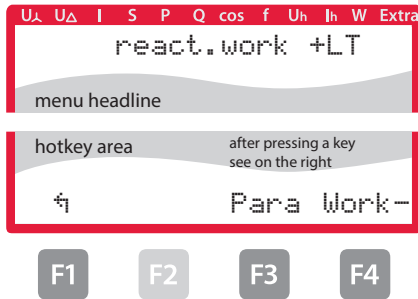 U⅄ U△ I S P Q cos f Uh Ih W Extra
react.work +LT
menu headline
hotkey area
after pressing a key
see on the right
↰ Para Work-
F1 F2 F3 F4